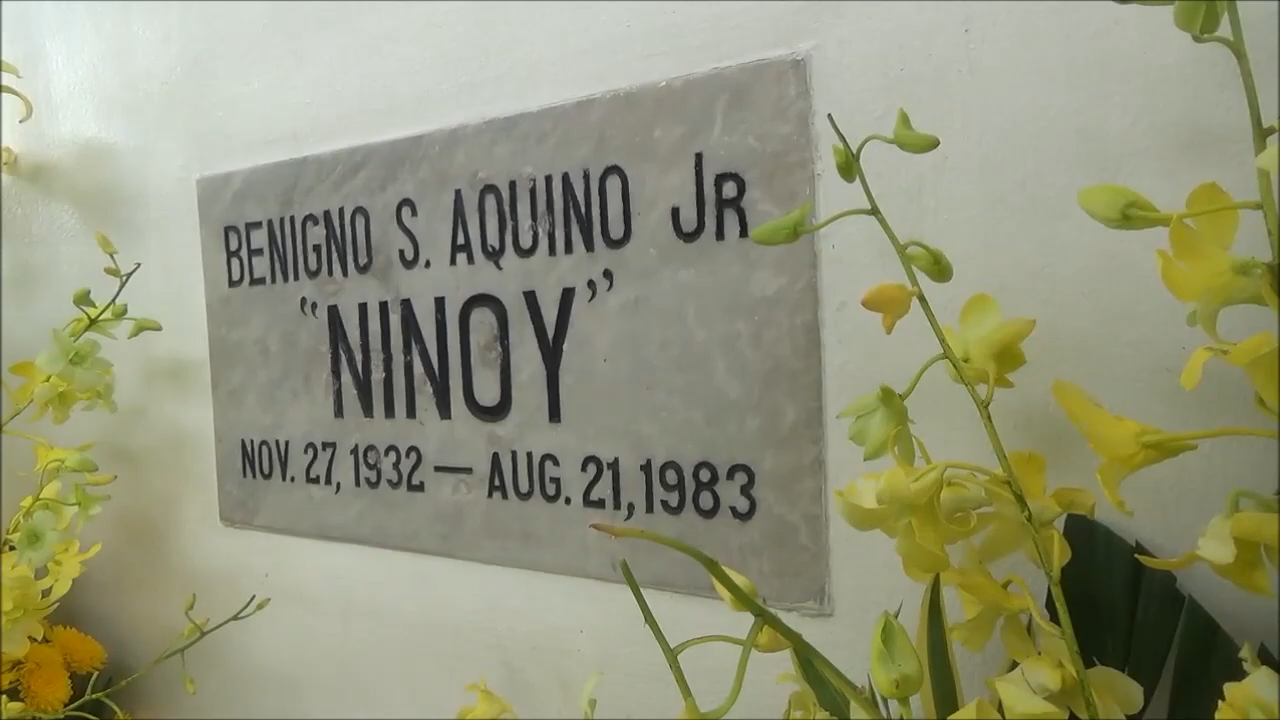 BENIGNO S. AQUINO JR
“NINOY”
NOV. 27, 1932 — AUG. 21, 1983